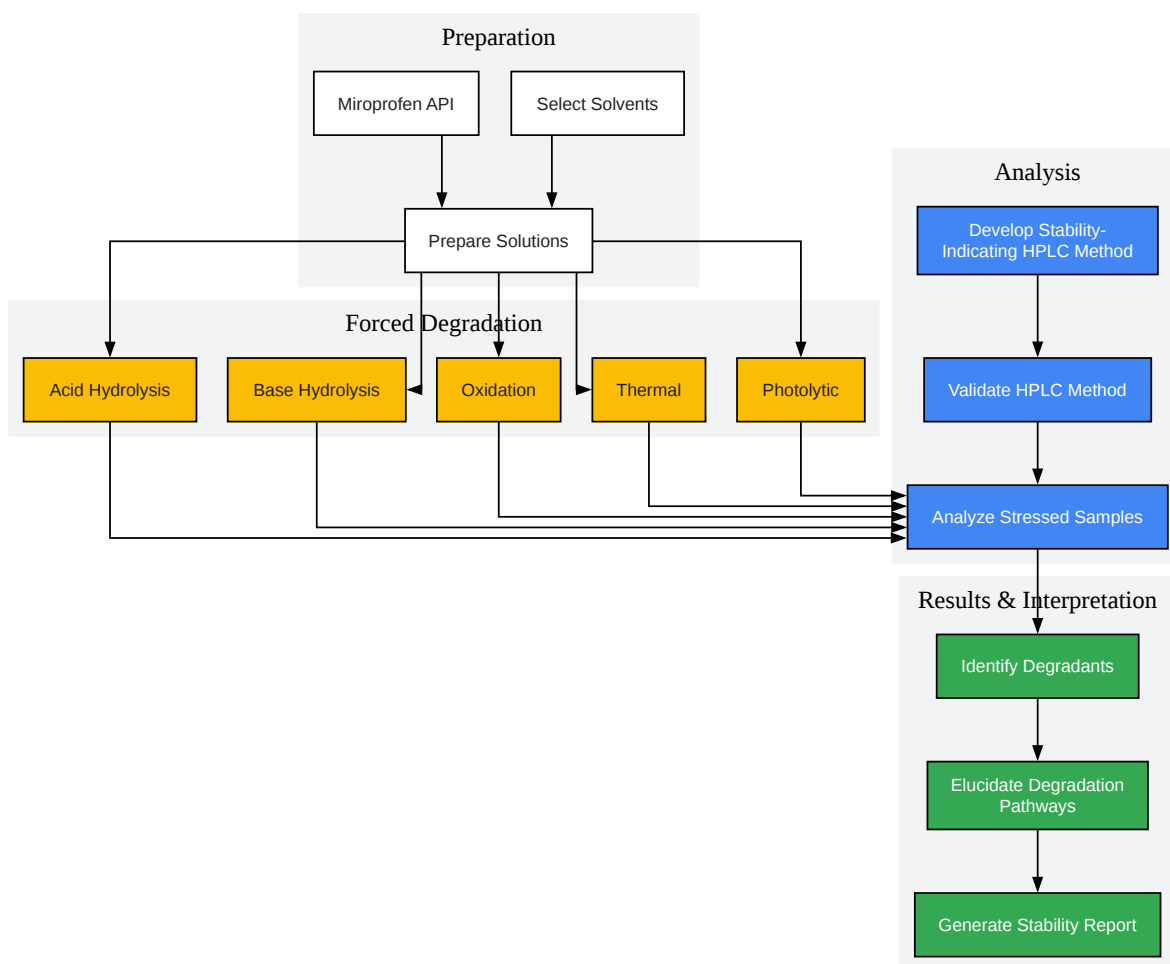 Preparation
Miroprofen API
Select Solvents
Prepare Solutions
Forced Degradation
Acid Hydrolysis
Base Hydrolysis
Oxidation
Thermal
Photolytic
Analysis
Develop Stability-
Indicating HPLC Method
Validate HPLC Method
Analyze Stressed Samples
Results & Interpretation
Identify Degradants
Elucidate Degradation
Pathways
Generate Stability Report